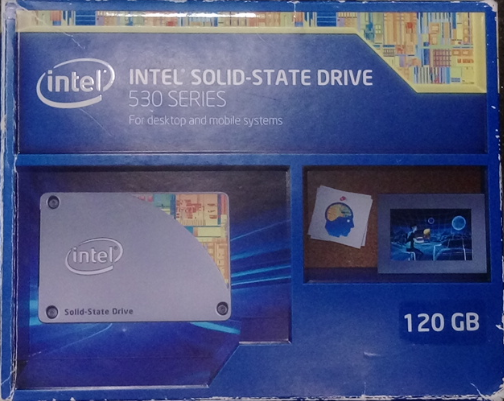 intel
INTEL® SOLID-STATE DRIVE
530 SERIES
For desktop and mobile systems
intel
Solid-State Drive
120 GB